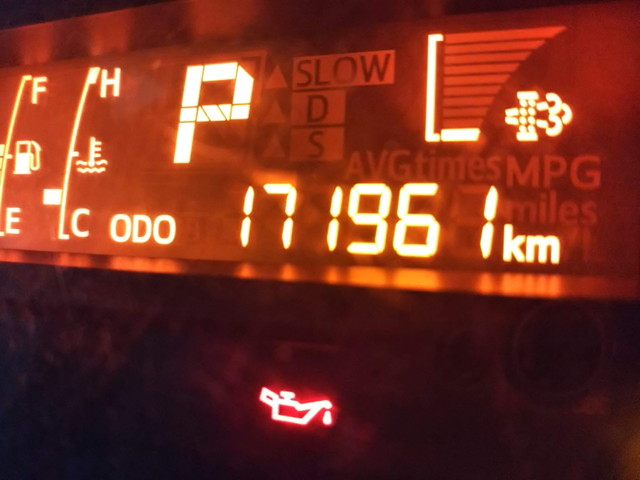 F H P SLOW
D
S
AVGtimes MPG
miles
E C ODO 171961 km